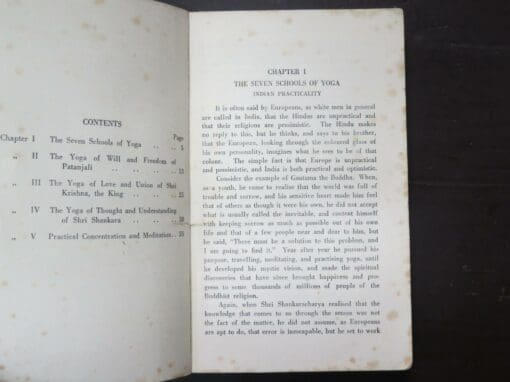 CONTENTS
Page
Chapter I The Seven Schools of Yoga .. .. 5
„ II The Yoga of Will and Freedom of
Patanjali .. .. .. .. 13
„ III The Yoga of Love and Union of Shri
Krishna, the King .. .. ..
„ IV The Yoga of Thought and Understanding
of Shri Shankara .. .. ..
„ V Practical Concentration and Meditation..
CHAPTER I
THE SEVEN SCHOOLS OF YOGA
INDIAN PRACTICALITY
It is often said by Europeans, as white men in general
are called in India, that the Hindus are unpractical and
that their religions are pessimistic. The Hindu makes
no reply to this, but he thinks, and says to his brother,
that the European, looking through the coloured glass of
his own personality, imagines what he sees to be of that
colour. The simple fact is that Europe is unpractical
and pessimistic, and India is both practical and optimistic.
Consider the example of Gautama the Buddha. When,
as a youth, he came to realise that the world was full of
trouble and sorrow, and his sensitive heart made him feel
that of others as though it were his own, he did not accept
what is usually called the inevitable, and content himself
with keeping sorrow as much as possible out of his own
life and that of a few people near and dear to him, but
he said, "There must be a solution to this problem, and
I am going to find it." Year after year he pursued his
purpose, travelling, meditating, and practising yoga, until
he developed his mystic vision, and made the spiritual
discoveries that have since brought happiness and pro-
gress to some thousands of millions of people of the
Buddhist religion.
Again, when Shri Shankaracharya realised that the
knowledge that comes to us through the senses was not
the fact of the matter, he did not assume, as Europeans
are apt to do, that error is inescapable, but he set to work